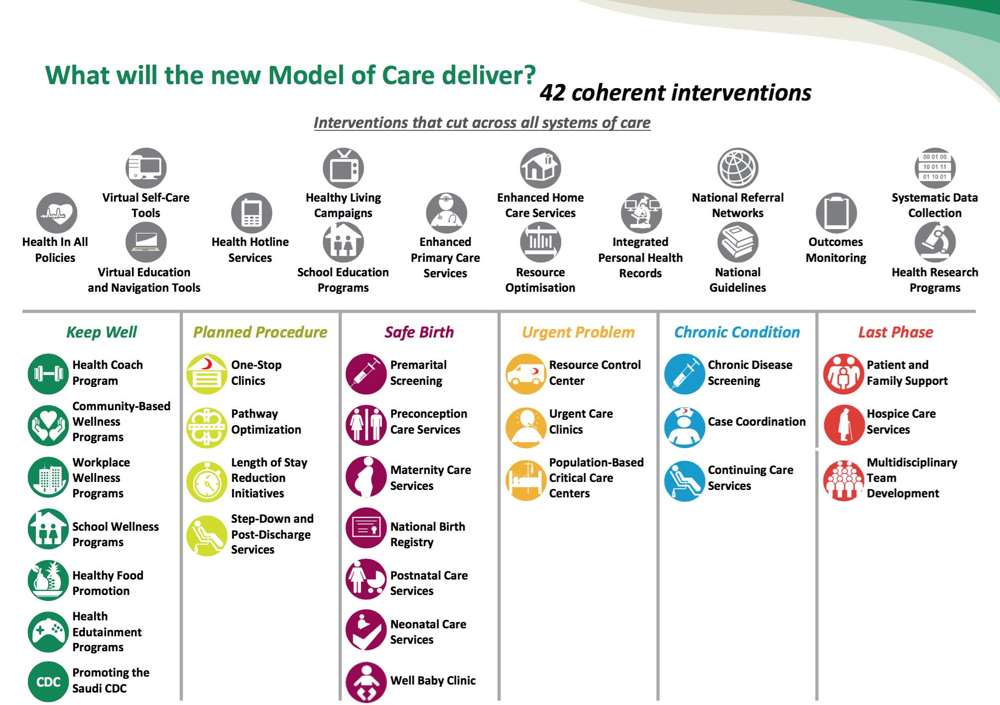 What will the new Model of Care deliver?
42 coherent interventions
Interventions that cut across all systems of care
Health In All
Policies
Virtual Self-Care
Tools
Virtual Education
and Navigation Tools
Health Hotline
Services
Healthy Living
Campaigns
School Education
Programs
Enhanced
Primary Care
Services
Enhanced Home
Care Services
Resource
Optimisation
Integrated
Personal Health
Records
National Referral
Networks
National
Guidelines
Outcomes
Monitoring
00 01 00
10 01 11
01 10 01
Systematic Data
Collection
Health Research
Programs
Keep Well
Health Coach
Program
Community-Based
Wellness
Programs
Workplace
Wellness
Programs
School Wellness
Programs
Healthy Food
Promotion
Health
Edutainment
Programs
CDC
Promoting the
Saudi CDC
Planned Procedure
One-Stop
Clinics
Pathway
Optimization
Length of Stay
Reduction
Initiatives
Step-Down and
Post-Discharge
Services
Safe Birth
Premarital
Screening
Preconception
Care Services
Maternity Care
Services
National Birth
Registry
Postnatal Care
Services
Neonatal Care
Services
Well Baby Clinic
Urgent Problem
Resource Control
Center
Urgent Care
Clinics
Population-Based
Critical Care
Centers
Chronic Condition
Chronic Disease
Screening
Case Coordination
Continuing Care
Services
Last Phase
Patient and
Family Support
Hospice Care
Services
Multidisciplinary
Team
Development